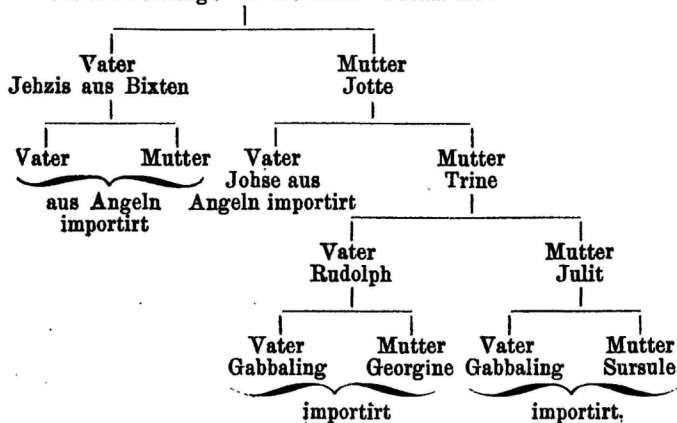 Vater Mutter
Jehzis aus Bixten Jotte
Vater Mutter Vater Mutter
Johse aus Trine
aus Angeln Angeln importirt
importirt
Vater Mutter
Rudolph Julit
Vater Mutter Vater Mutter
Gabbaling Georgine Gabbaling Sursule
importirt importirt,